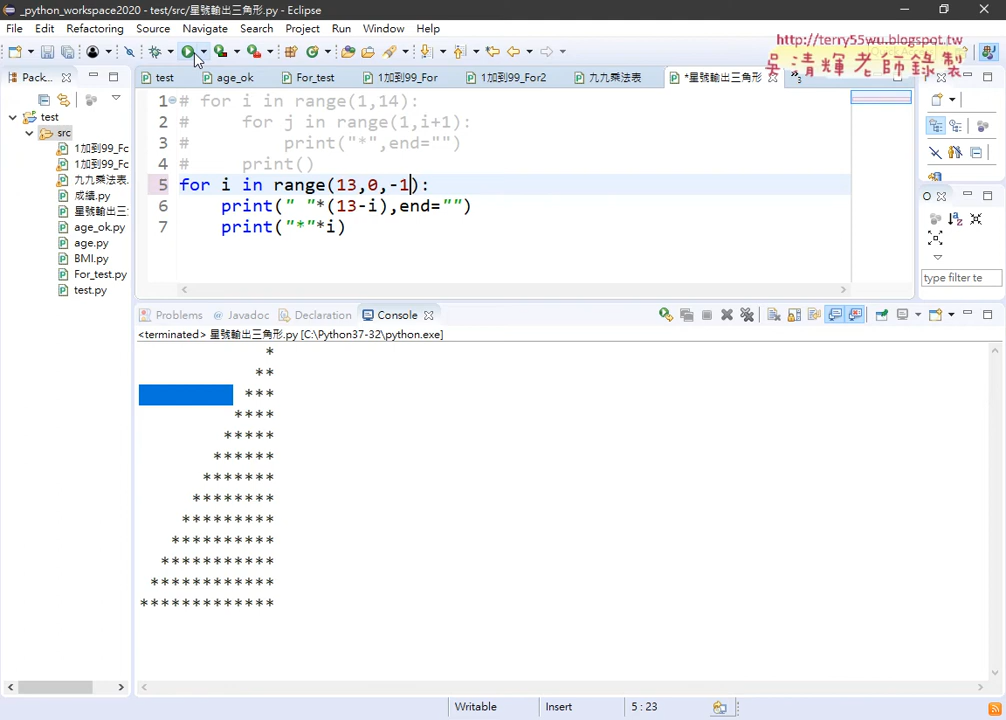 _python_workspace2020 - test/src/星號輸出三角形.py - Eclipse
File Edit Refactoring Source Navigate Search Project Run Window Help
http://terry55wu.blogspot.tw
吳清輝老師錄製
Pack...
test
src
1加到99_Fc
1加到99_Fc
九九乘法表.
成績.py
星號輸出三:
age_ok.py
age.py
BMI.py
For_test.py
test.py
test age_ok For_test 1加到99_For 1加到99_For2 九九乘法表 *星號輸出三角形 »3
1 # for i in range(1,14):
2 #     for j in range(1,i+1):
3 #         print("*",end="")
4 #     print()
5 for i in range(13,0,-1):
6     print(" "*(13-i),end="")
7     print("*"*i)
O
type filter te
Problems Javadoc Declaration Console
<terminated> 星號輸出三角形.py [C:\Python37-32\python.exe]
*
**
***
****
*****
******
*******
********
*********
**********
***********
************
*************
Writable Insert 5 : 23